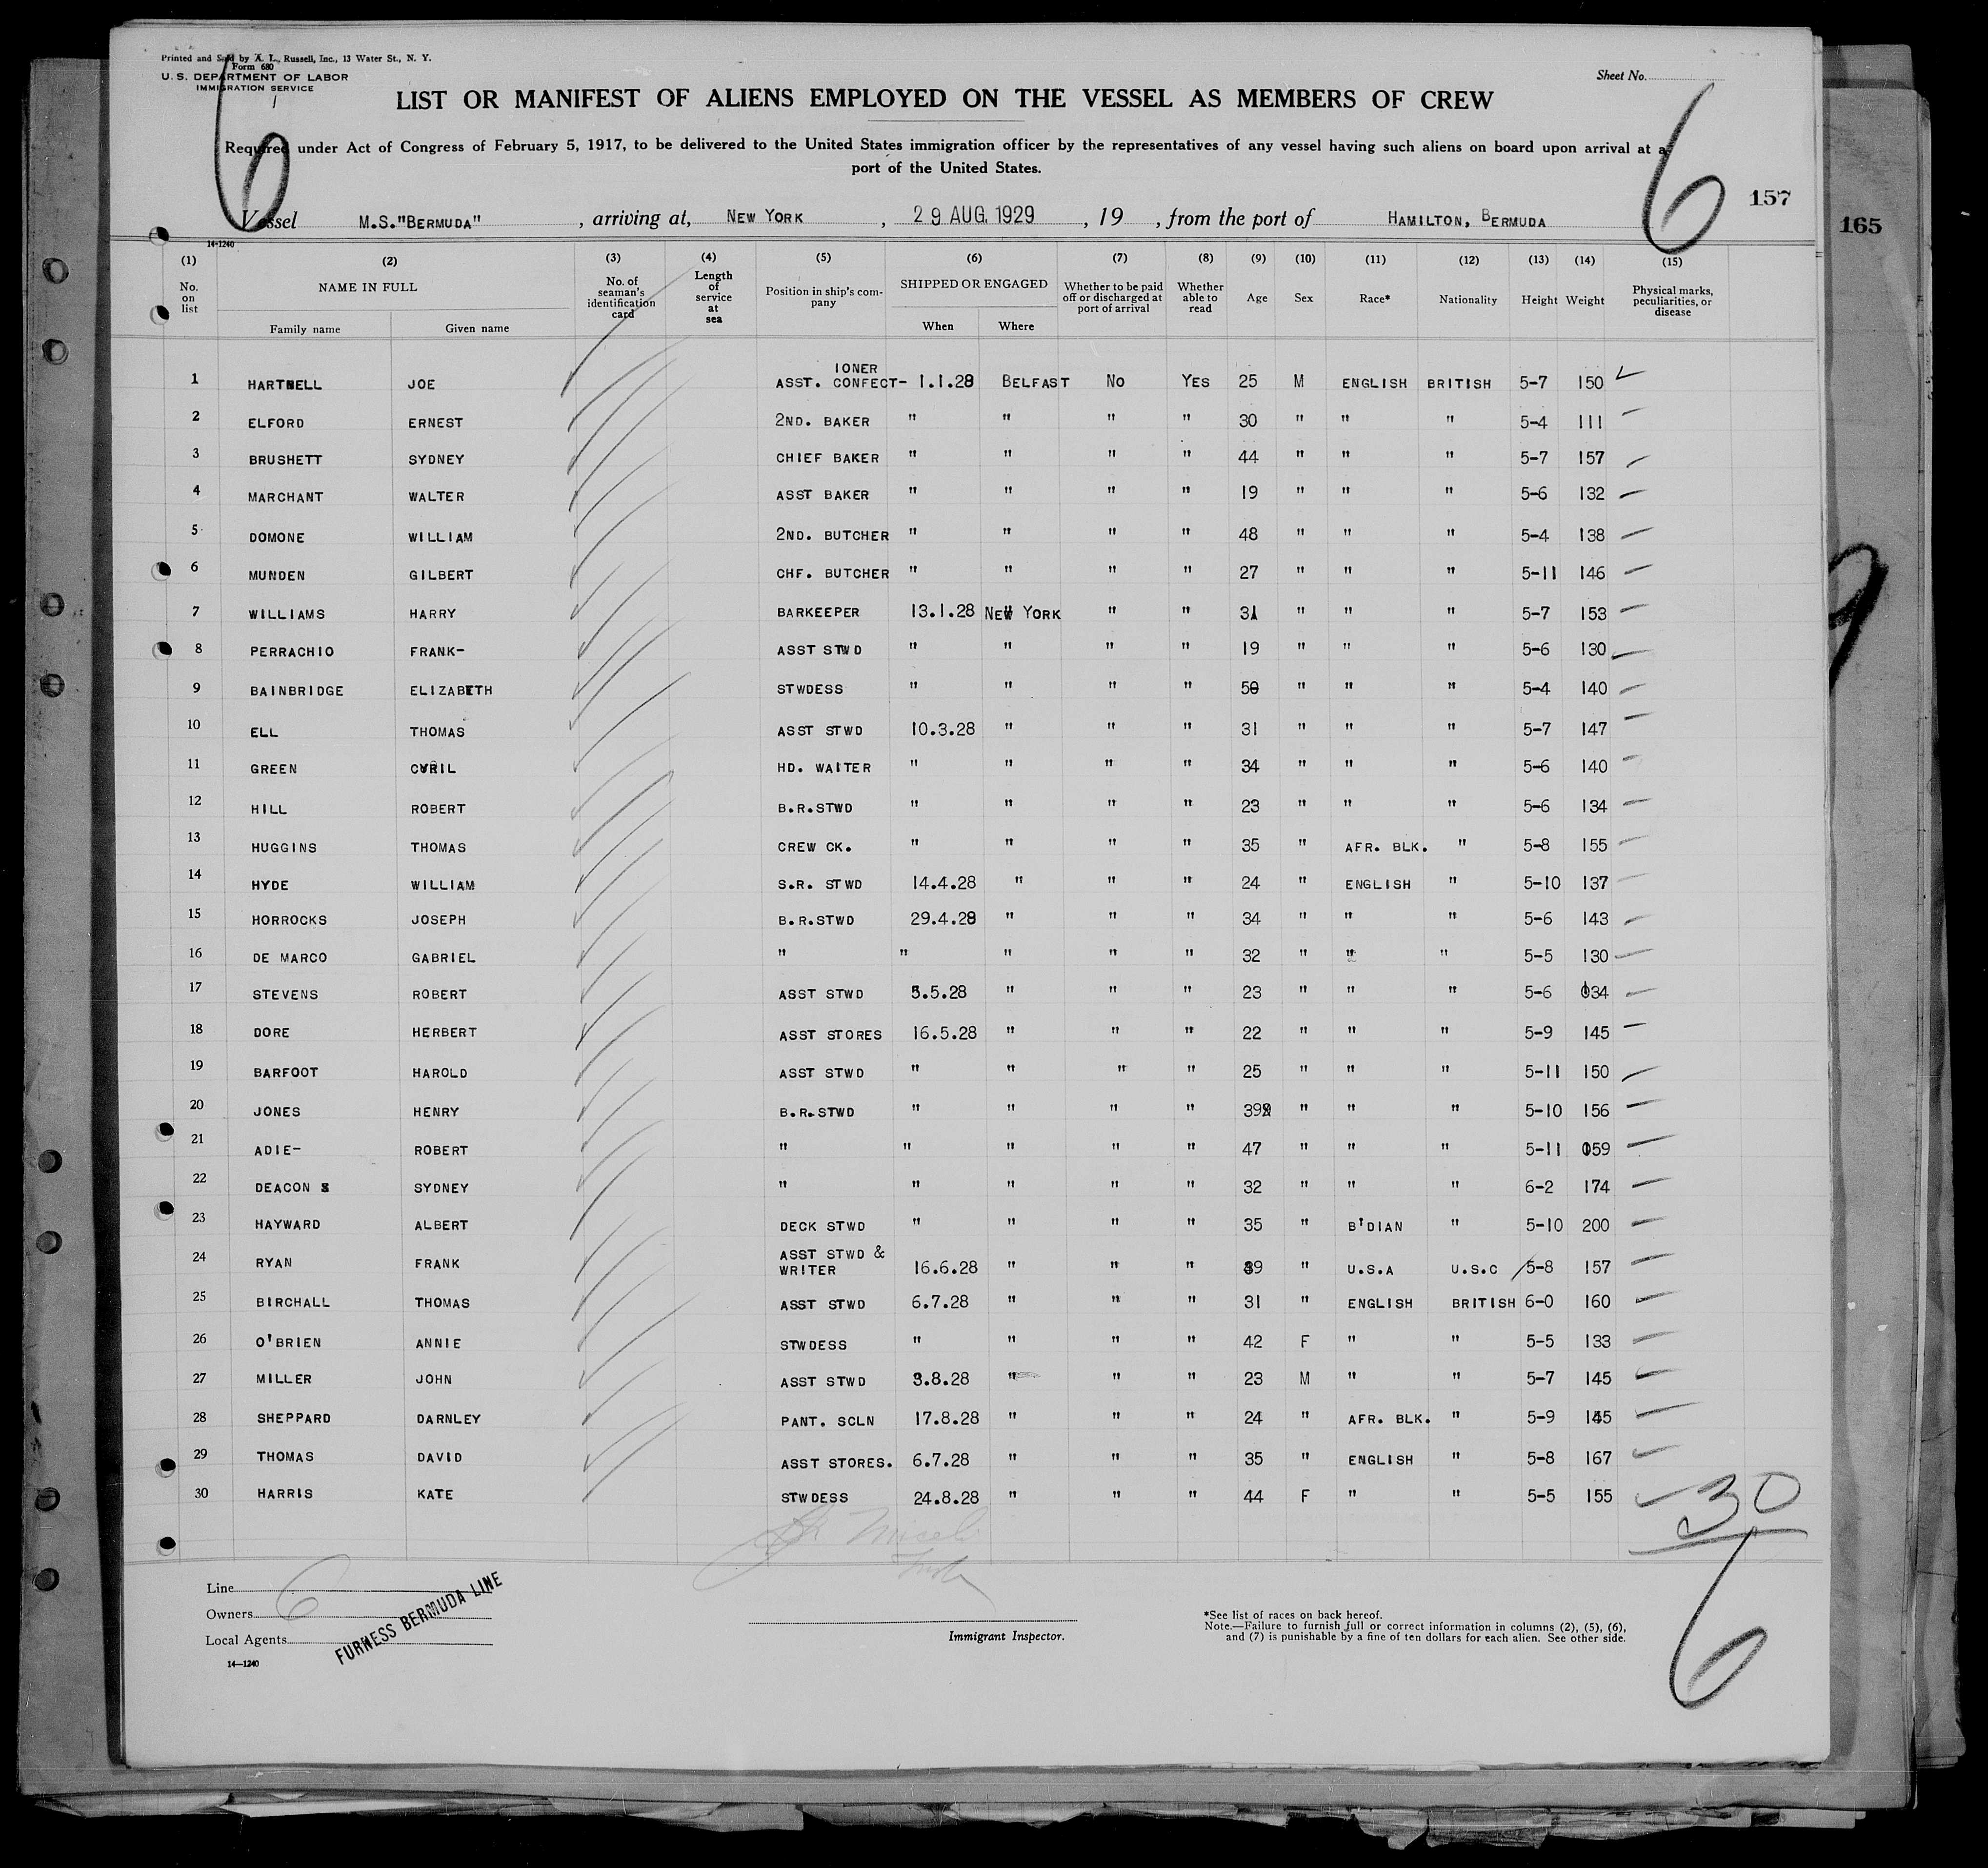 Printed and Sold by A. L. Russell, Inc., 13 Water St., N. Y.
Form 680
U. S. DEPARTMENT OF LABOR
IMMIGRATION SERVICE
Sheet No.
6
6
LIST OR MANIFEST OF ALIENS EMPLOYED ON THE VESSEL AS MEMBERS OF CREW
Required under Act of Congress of February 5, 1917, to be delivered to the United States immigration officer by the representatives of any vessel having such aliens on board upon arrival at a
port of the United States.
157
165
Vessel M.S."BERMUDA" , arriving at, NEW YORK , 29 AUG. 1929 , 19 , from the port of HAMILTON, BERMUDA
14-1240
(1) No. on list (2) NAME IN FULL Family name Given name (3) No. of seaman's identification card (4) Length of service at sea (5) Position in ship's company (6) SHIPPED OR ENGAGED When Where (7) Whether to be paid off or discharged at port of arrival (8) Whether able to read (9) Age (10) Sex (11) Race* (12) Nationality (13) Height (14) Weight (15) Physical marks, peculiarities, or disease
IONER
1 HARTNELL JOE ASST. CONFECT- 1.1.28 BELFAST NO YES 25 M ENGLISH BRITISH 5-7 150
2 ELFORD ERNEST 2ND. BAKER " " " " 30 " " " 5-4 111
3 BRUSHETT SYDNEY CHIEF BAKER " " " " 44 " " " 5-7 157
4 MARCHANT WALTER ASST BAKER " " " " 19 " " " 5-6 132
5 DOMONE WILLIAM 2ND. BUTCHER " " " " 48 " " " 5-4 138
6 MUNDEN GILBERT CHF. BUTCHER " " " " 27 " " " 5-11 146
7 WILLIAMS HARRY BARKEEPER 13.1.28 NEW YORK " " 31 " " " 5-7 153
8 PERRACHIO FRANK- ASST STWD " " " " 19 " " " 5-6 130
9 BAINBRIDGE ELIZABETH STWDESS " " " " 50 " " " 5-4 140
10 ELL THOMAS ASST STWD 10.3.28 " " " 31 " " " 5-7 147
11 GREEN CYRIL HD. WAITER " " " " 34 " " " 5-6 140
12 HILL ROBERT B.R.STWD " " " " 23 " " " 5-6 134
13 HUGGINS THOMAS CREW CK. " " " " 35 " AFR. BLK. " 5-8 155
14 HYDE WILLIAM S.R. STWD 14.4.28 " " " 24 " ENGLISH " 5-10 137
15 HORROCKS JOSEPH B.R.STWD 29.4.28 " " " 34 " " " 5-6 143
16 DE MARCO GABRIEL " " " " " 32 " " " 5-5 130
17 STEVENS ROBERT ASST STWD 5.5.28 " " " 23 " " " 5-6 134
18 DORE HERBERT ASST STORES 16.5.28 " " " 22 " " " 5-9 145
19 BARFOOT HAROLD ASST STWD " " " " 25 " " " 5-11 150
20 JONES HENRY B.R.STWD " " " " 39 " " " 5-10 156
21 ADIE- ROBERT " " " " " 47 " " " 5-11 159
22 DEACON SYDNEY " " " " " 32 " " " 6-2 174
23 HAYWARD ALBERT DECK STWD " " " " 35 " B'DIAN " 5-10 200
24 RYAN FRANK ASST STWD & WRITER 16.6.28 " " " 39 " U.S.A U.S.C 5-8 157
25 BIRCHALL THOMAS ASST STWD 6.7.28 " " " 31 " ENGLISH BRITISH 6-0 160
26 O'BRIEN ANNIE STWDESS " " " " 42 F " " 5-5 133
27 MILLER JOHN ASST STWD 3.8.28 " " " 23 M " " 5-7 145
28 SHEPPARD DARNLEY PANT. SCLN 17.8.28 " " " 24 " AFR. BLK. " 5-9 145
29 THOMAS DAVID ASST STORES. 6.7.28 " " " 35 " ENGLISH " 5-8 167
30 HARRIS KATE STWDESS 24.8.28 " " " 44 F " " 5-5 155
30
6
Line
Owners 6
Local Agents
FURNESS BERMUDA LINE
14—1240
Immigrant Inspector.
*See list of races on back hereof.
Note.—Failure to furnish full or correct information in columns (2), (5), (6),
and (7) is punishable by a fine of ten dollars for each alien. See other side.